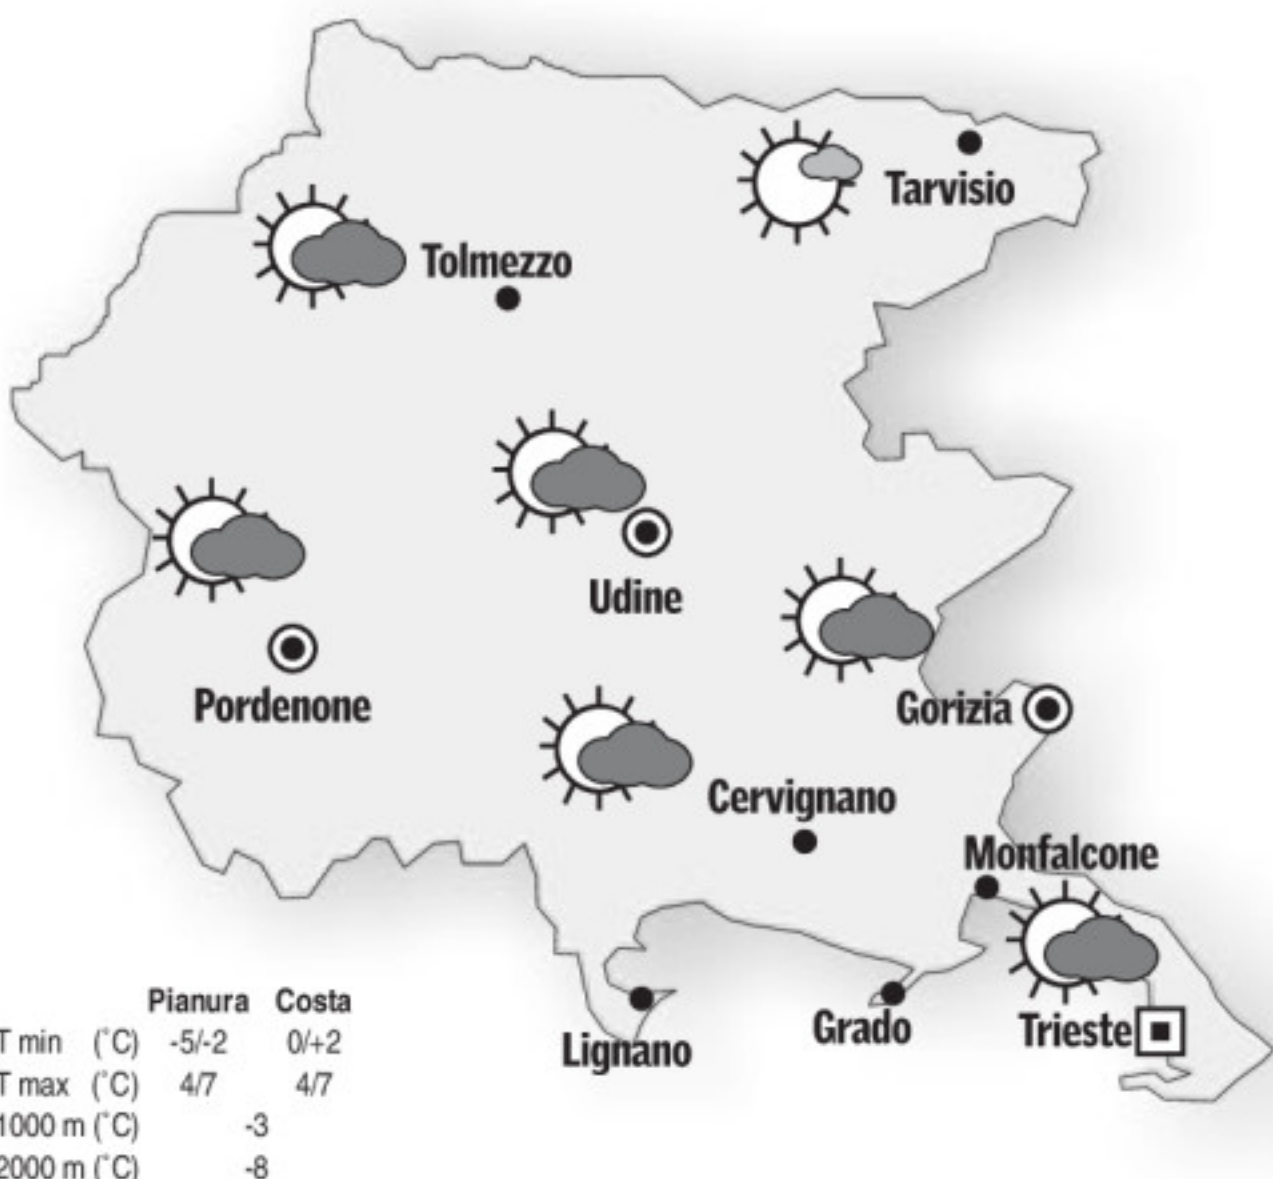 Tarvisio
Tolmezzo
Udine
Pordenone
Gorizia
Cervignano
Monfalcone
Grado
Trieste
Lignano
Pianura Costa
T min (°C) -5/-2 0/+2
T max (°C) 4/7 4/7
1000 m (°C) -3
2000 m (°C) -8